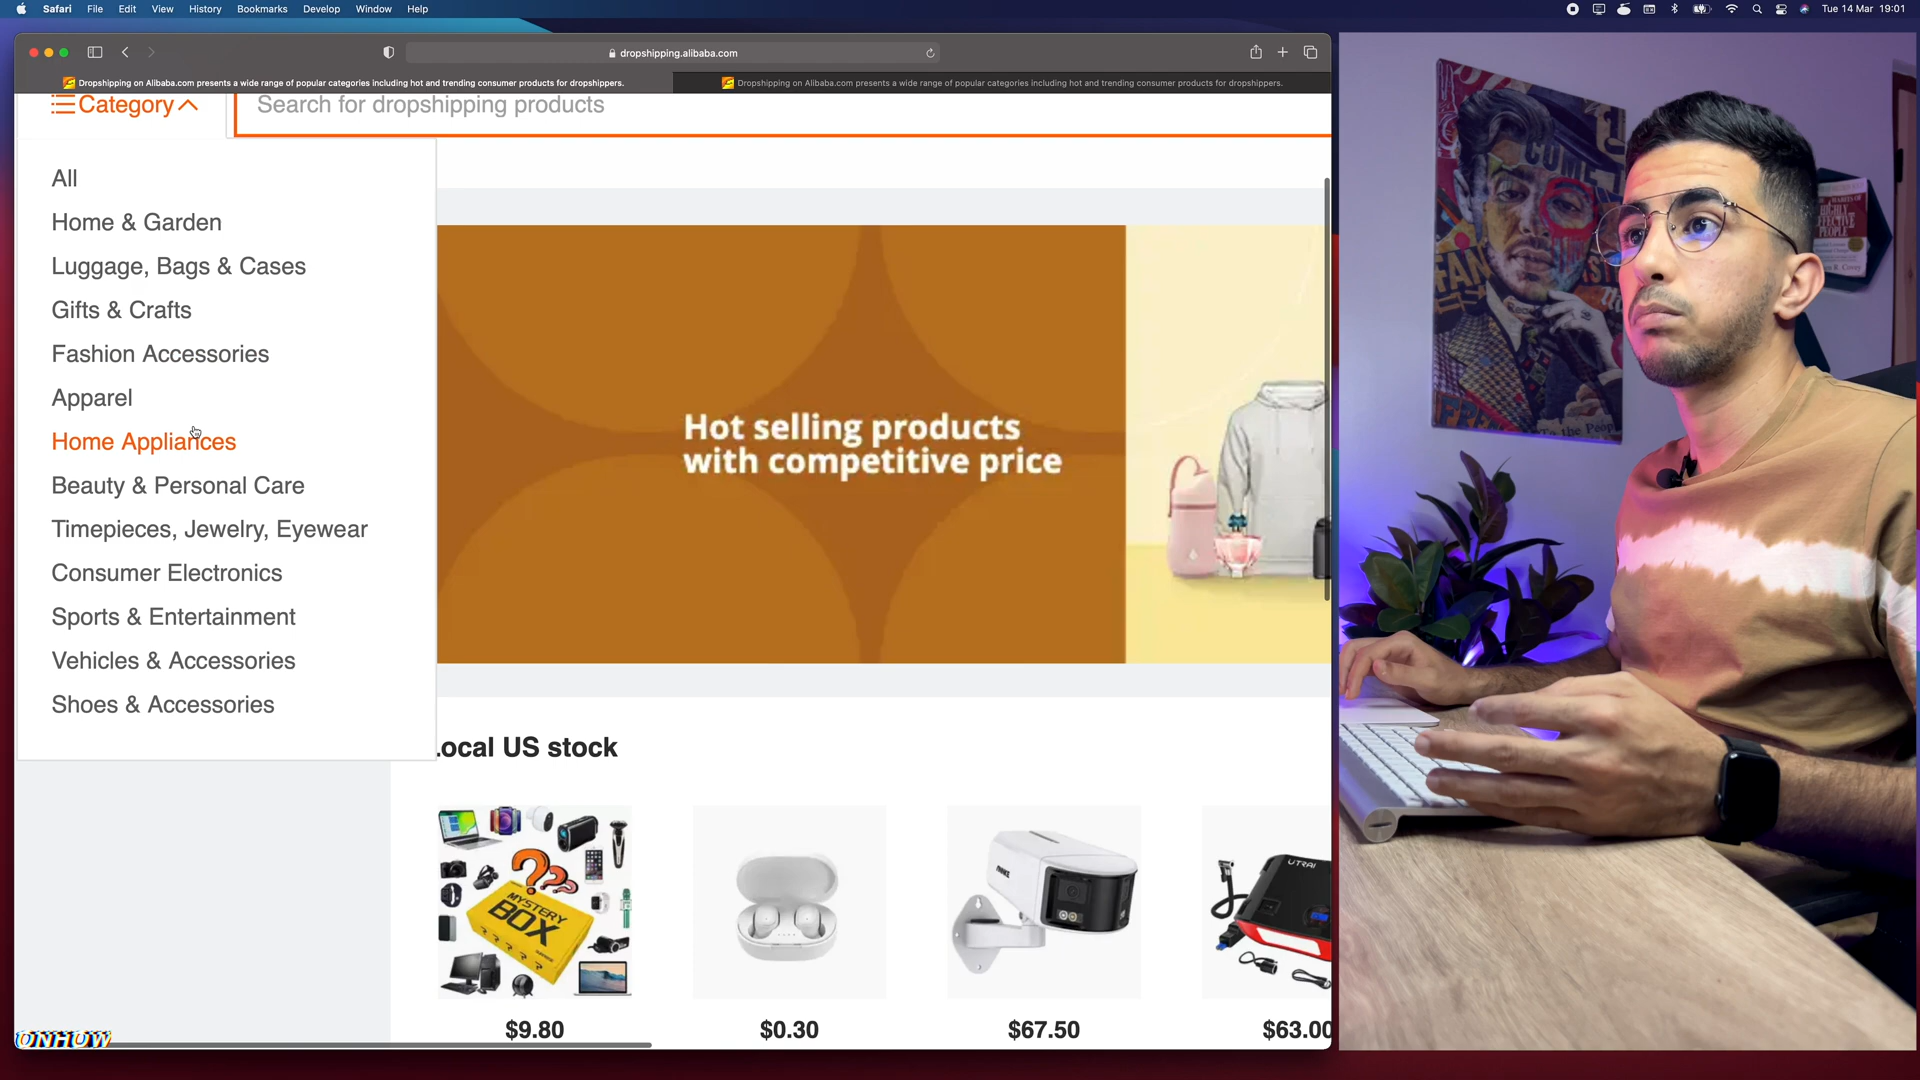 Safari File Edit View History Bookmarks Develop Window Help
Tue 14 Mar 19:01
dropshipping.alibaba.com
Dropshipping on Alibaba.com presents a wide range of popular categories including hot and trending consumer products for dropshippers.
Dropshipping on Alibaba.com presents a wide range of popular categories including hot and trending consumer products for dropshippers.
Category
Search for dropshipping products
All
Home & Garden
Luggage, Bags & Cases
Gifts & Crafts
Fashion Accessories
Apparel
Home Appliances
Beauty & Personal Care
Timepieces, Jewelry, Eyewear
Consumer Electronics
Sports & Entertainment
Vehicles & Accessories
Shoes & Accessories
Hot selling products
with competitive price
ocal US stock
MYSTERY
BOX
UTRAI
$9.80
$0.30
$67.50
$63.00
ONHOW
HIGHLY
EFFECTIVE
PEOPLE